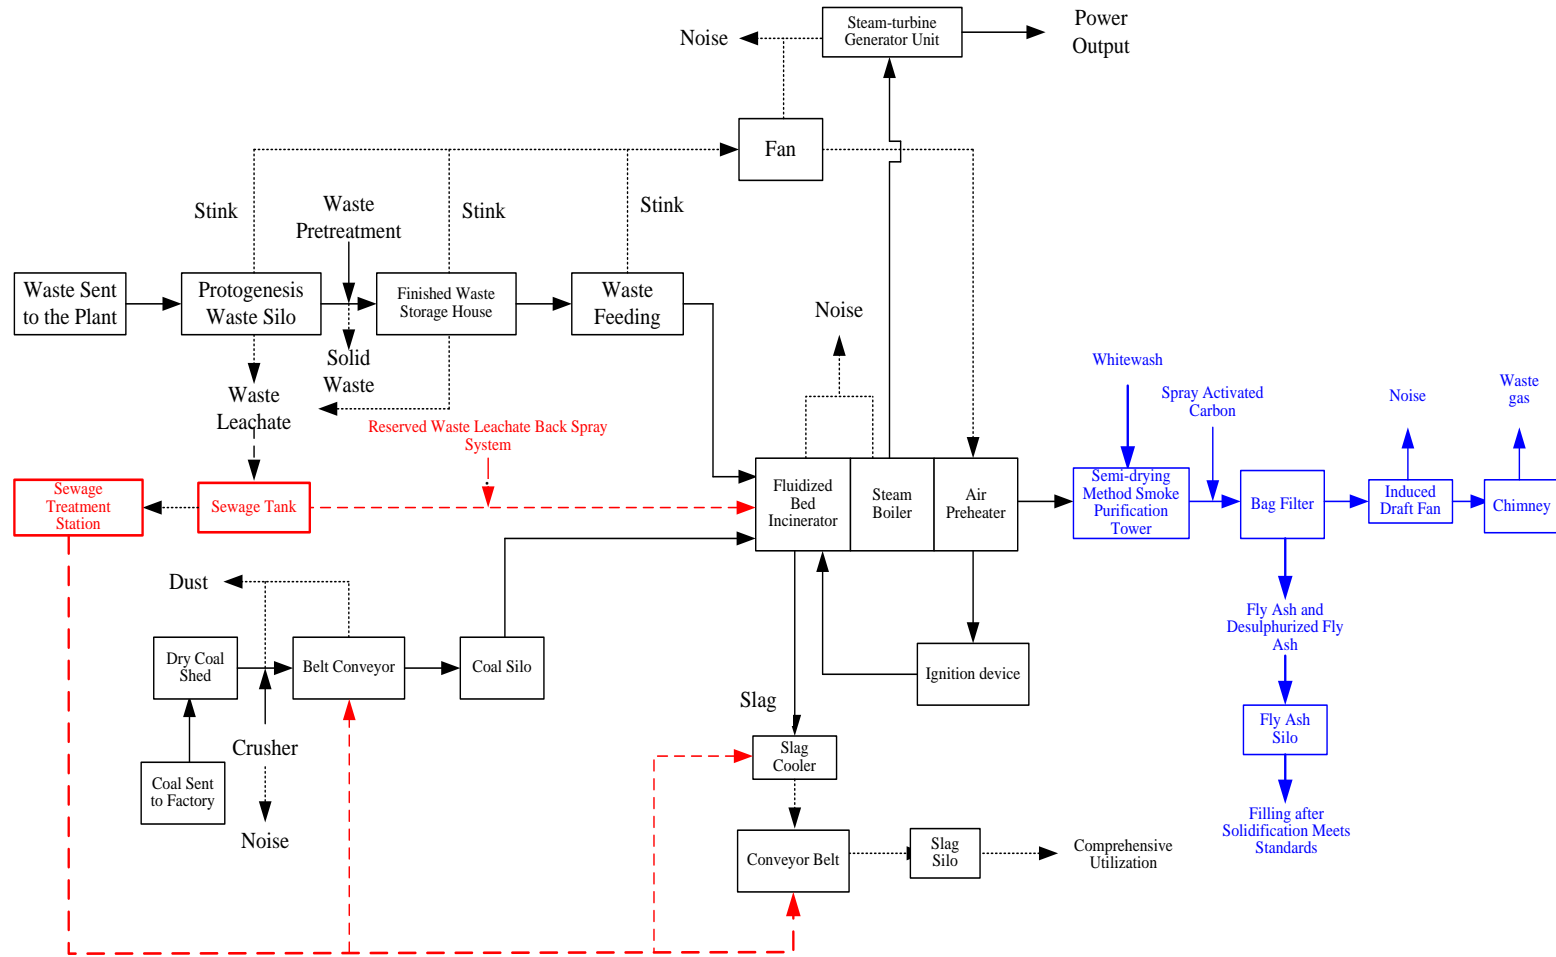 Steam-turbine
Generator Unit
Power
Output
Noise
Fan
Stink
Waste
Pretreatment
Stink
Stink
Waste Sent
to the Plant
Protogenesis
Waste Silo
Finished Waste
Storage House
Waste
Feeding
Noise
Solid
Waste
Waste
Leachate
Reserved Waste Leachate Back Spray
System
Whitewash
Spray Activated
Carbon
Noise
Waste
gas
Sewage
Treatment
Station
Sewage Tank
Fluidized
Bed
Incinerator
Steam
Boiler
Air
Preheater
Semi-drying
Method Smoke
Purification
Tower
Bag Filter
Induced
Draft Fan
Chimney
Dust
Fly Ash and
Desulphurized Fly
Ash
Dry Coal
Shed
Belt Conveyor
Coal Silo
Ignition device
Slag
Fly Ash
Silo
Crusher
Slag
Cooler
Coal Sent
to Factory
Noise
Filling after
Solidification Meets
Standards
Conveyor Belt
Slag
Silo
Comprehensive
Utilization